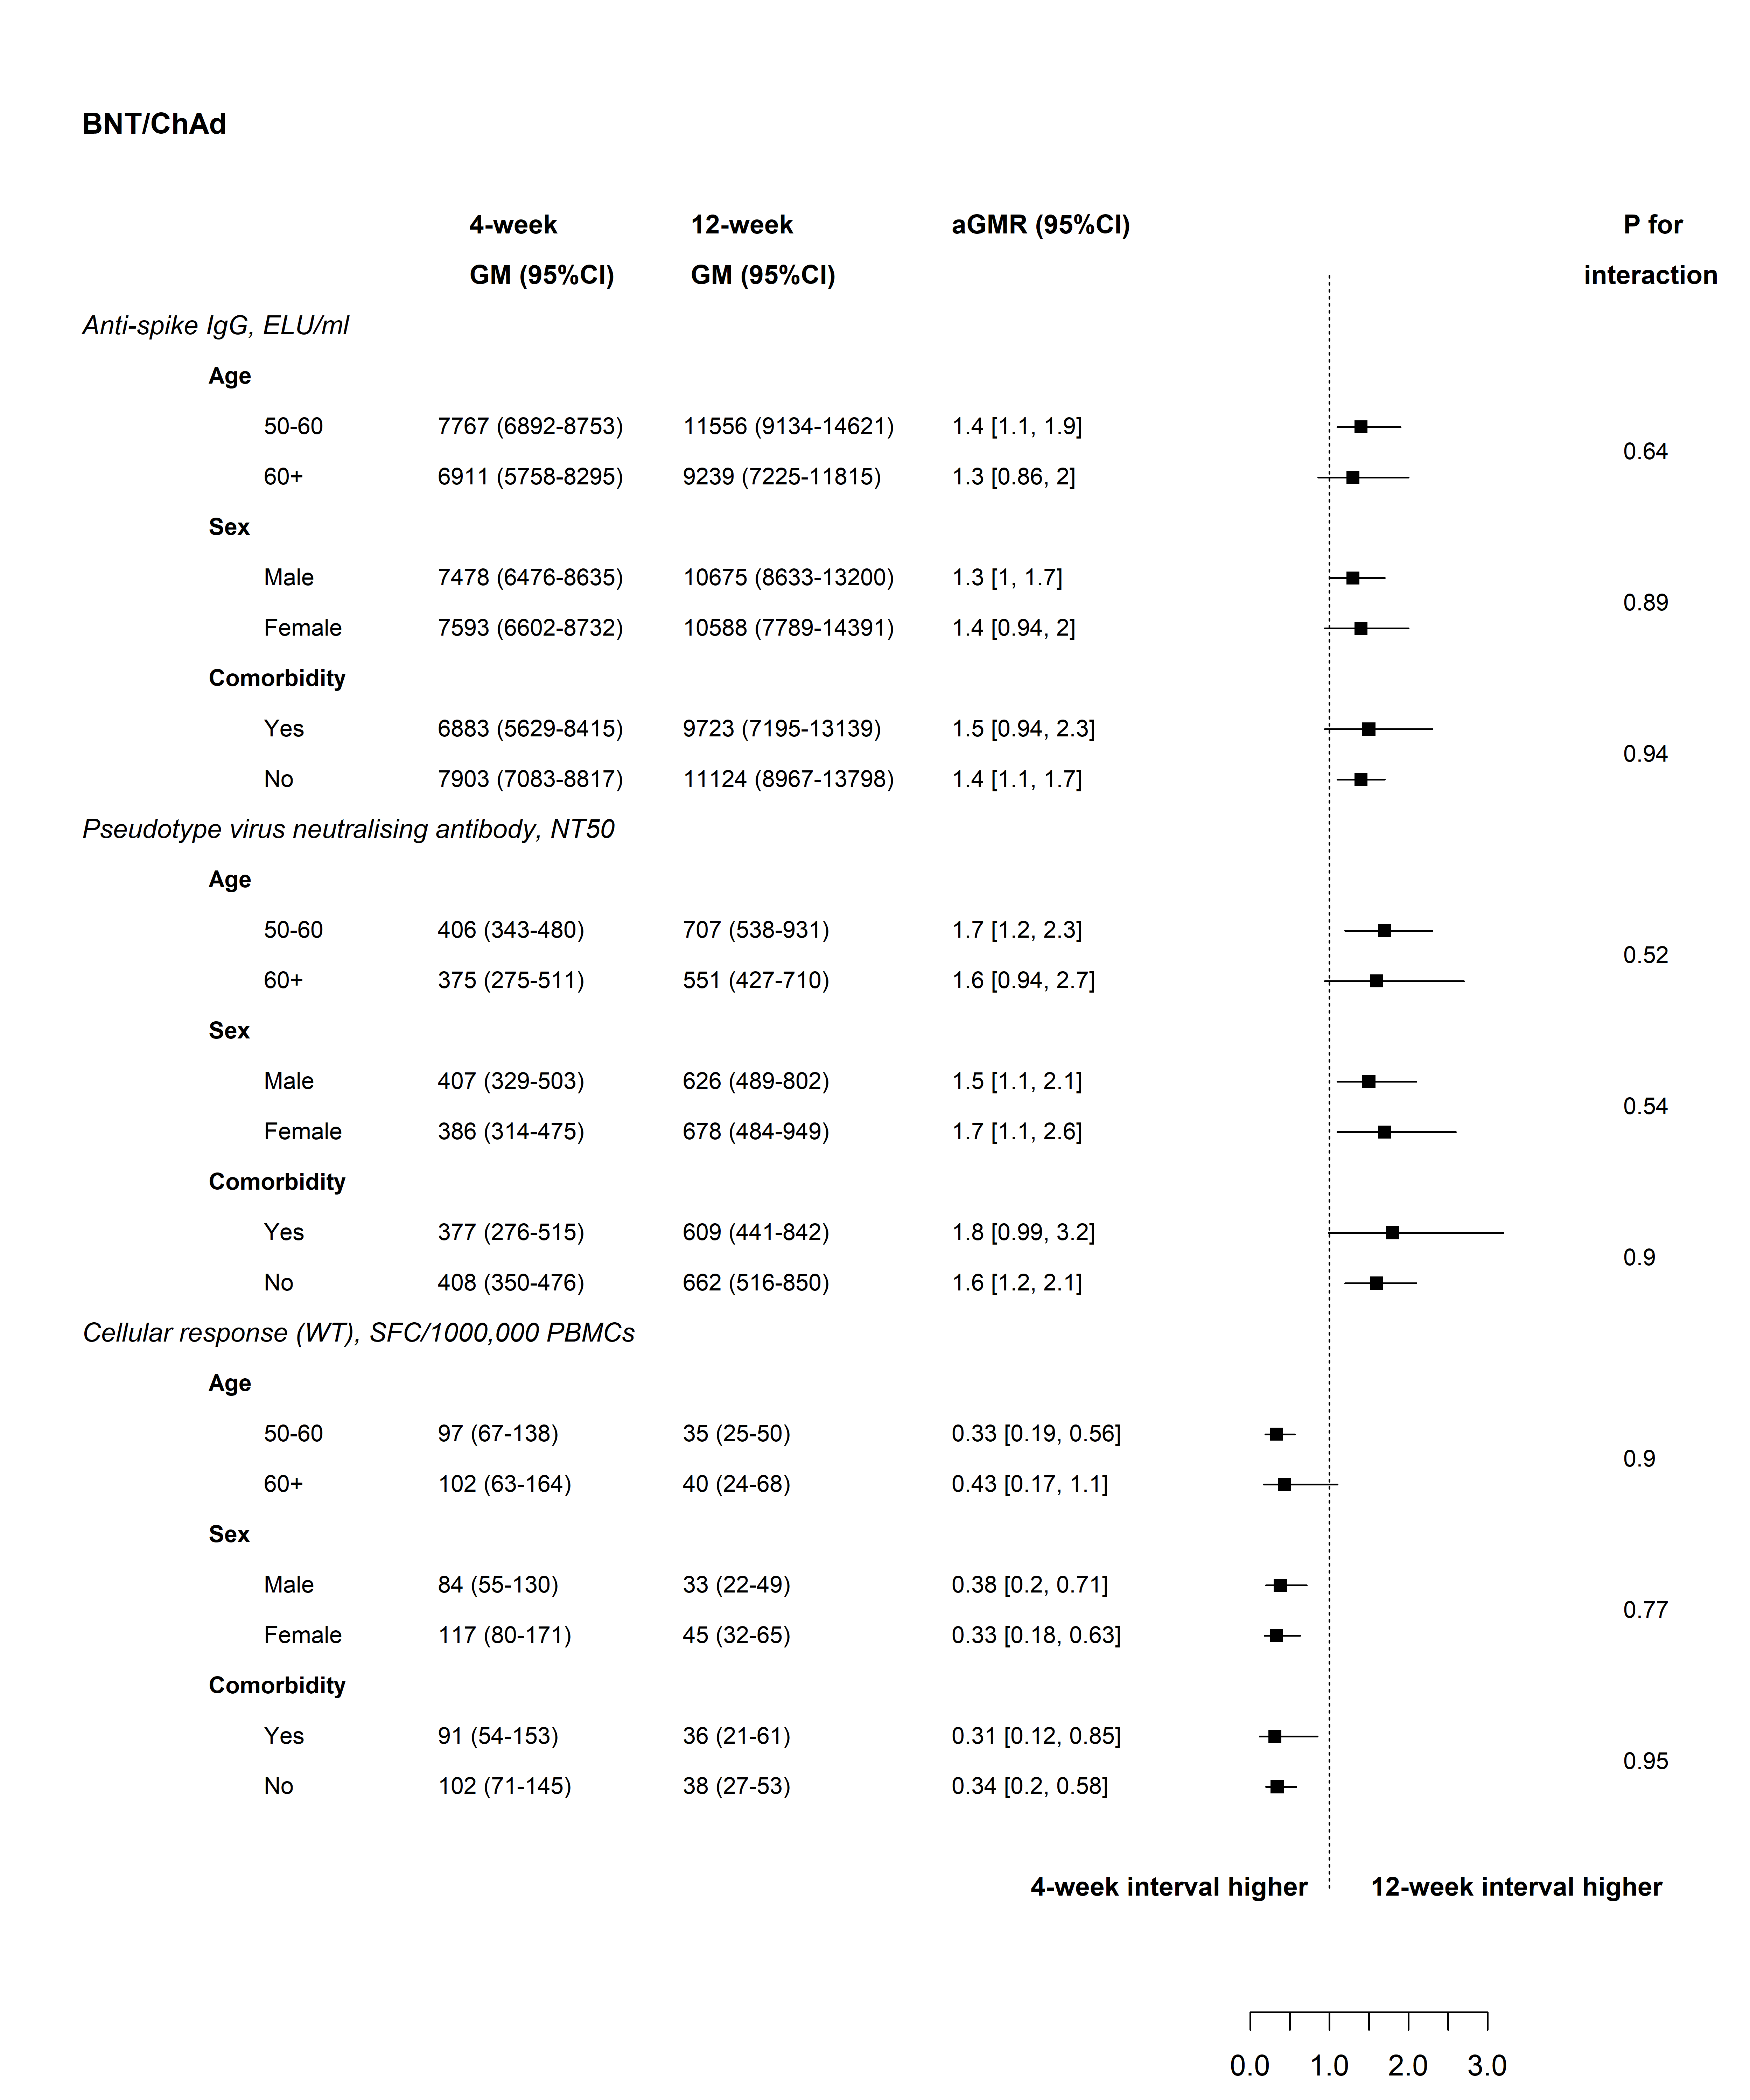 BNT/ChAd
4-week 12-week aGMR (95%CI) P for
GM (95%CI) GM (95%CI) interaction
Anti-spike IgG, ELU/ml
Age
50-60 7767 (6892-8753) 11556 (9134-14621) 1.4 [1.1, 1.9]
0.64
60+ 6911 (5758-8295) 9239 (7225-11815) 1.3 [0.86, 2]
Sex
Male 7478 (6476-8635) 10675 (8633-13200) 1.3 [1, 1.7]
0.89
Female 7593 (6602-8732) 10588 (7789-14391) 1.4 [0.94, 2]
Comorbidity
Yes 6883 (5629-8415) 9723 (7195-13139) 1.5 [0.94, 2.3]
0.94
No 7903 (7083-8817) 11124 (8967-13798) 1.4 [1.1, 1.7]
Pseudotype virus neutralising antibody, NT50
Age
50-60 406 (343-480) 707 (538-931) 1.7 [1.2, 2.3]
0.52
60+ 375 (275-511) 551 (427-710) 1.6 [0.94, 2.7]
Sex
Male 407 (329-503) 626 (489-802) 1.5 [1.1, 2.1]
0.54
Female 386 (314-475) 678 (484-949) 1.7 [1.1, 2.6]
Comorbidity
Yes 377 (276-515) 609 (441-842) 1.8 [0.99, 3.2]
0.9
No 408 (350-476) 662 (516-850) 1.6 [1.2, 2.1]
Cellular response (WT), SFC/1000,000 PBMCs
Age
50-60 97 (67-138) 35 (25-50) 0.33 [0.19, 0.56]
0.9
60+ 102 (63-164) 40 (24-68) 0.43 [0.17, 1.1]
Sex
Male 84 (55-130) 33 (22-49) 0.38 [0.2, 0.71]
0.77
Female 117 (80-171) 45 (32-65) 0.33 [0.18, 0.63]
Comorbidity
Yes 91 (54-153) 36 (21-61) 0.31 [0.12, 0.85]
0.95
No 102 (71-145) 38 (27-53) 0.34 [0.2, 0.58]
4-week interval higher 12-week interval higher
0.0 1.0 2.0 3.0